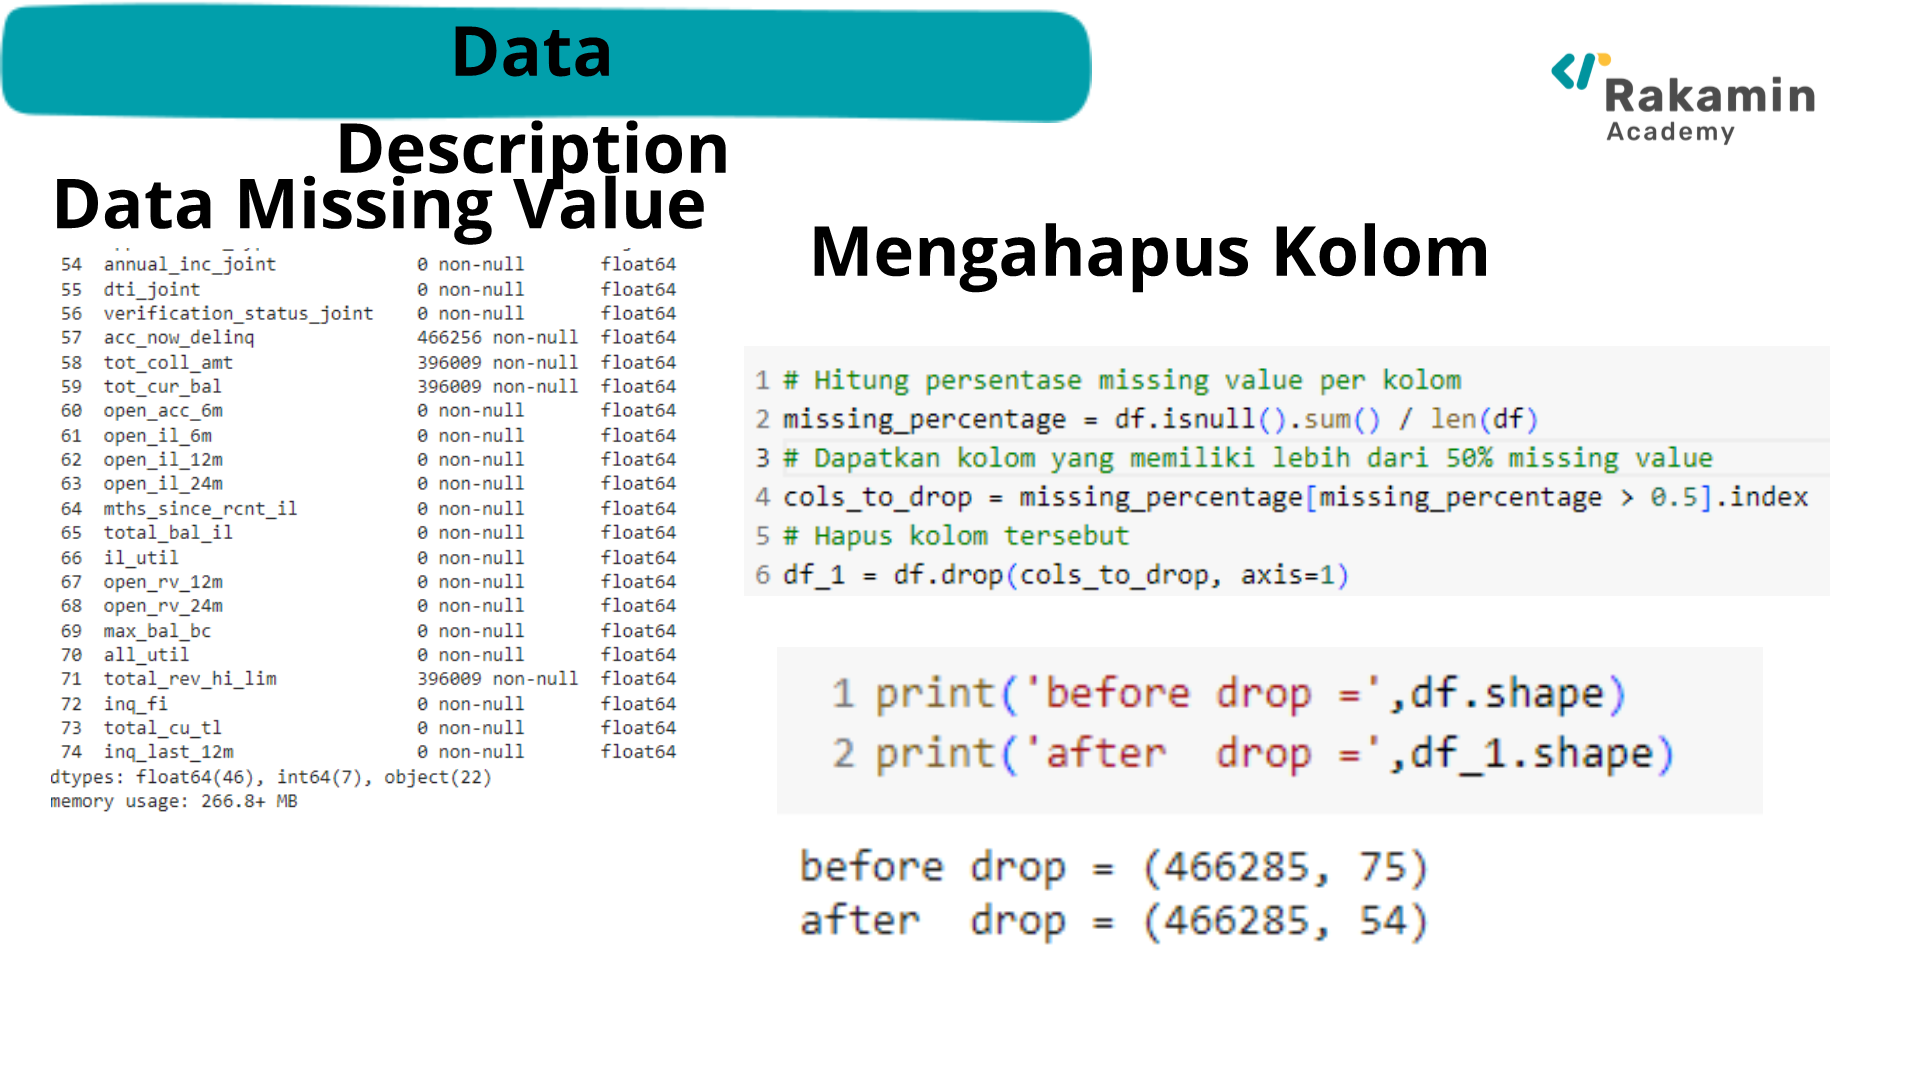 Data
Description
Rakamin
Academy
Data Missing Value
54 annual_inc_joint 0 non-null float64
55 dti_joint 0 non-null float64
56 verification_status_joint 0 non-null float64
57 acc_now_delinq 466256 non-null float64
58 tot_coll_amt 396009 non-null float64
59 tot_cur_bal 396009 non-null float64
60 open_acc_6m 0 non-null float64
61 open_il_6m 0 non-null float64
62 open_il_12m 0 non-null float64
63 open_il_24m 0 non-null float64
64 mths_since_rcnt_il 0 non-null float64
65 total_bal_il 0 non-null float64
66 il_util 0 non-null float64
67 open_rv_12m 0 non-null float64
68 open_rv_24m 0 non-null float64
69 max_bal_bc 0 non-null float64
70 all_util 0 non-null float64
71 total_rev_hi_lim 396009 non-null float64
72 inq_fi 0 non-null float64
73 total_cu_tl 0 non-null float64
74 inq_last_12m 0 non-null float64
dtypes: float64(46), int64(7), object(22)
memory usage: 266.8+ MB
Mengahapus Kolom
1 # Hitung persentase missing value per kolom
2 missing_percentage = df.isnull().sum() / len(df)
3 # Dapatkan kolom yang memiliki lebih dari 50% missing value
4 cols_to_drop = missing_percentage[missing_percentage > 0.5].index
5 # Hapus kolom tersebut
6 df_1 = df.drop(cols_to_drop, axis=1)
1 print('before drop =',df.shape)
2 print('after  drop =',df_1.shape)
before drop = (466285, 75)
after  drop = (466285, 54)